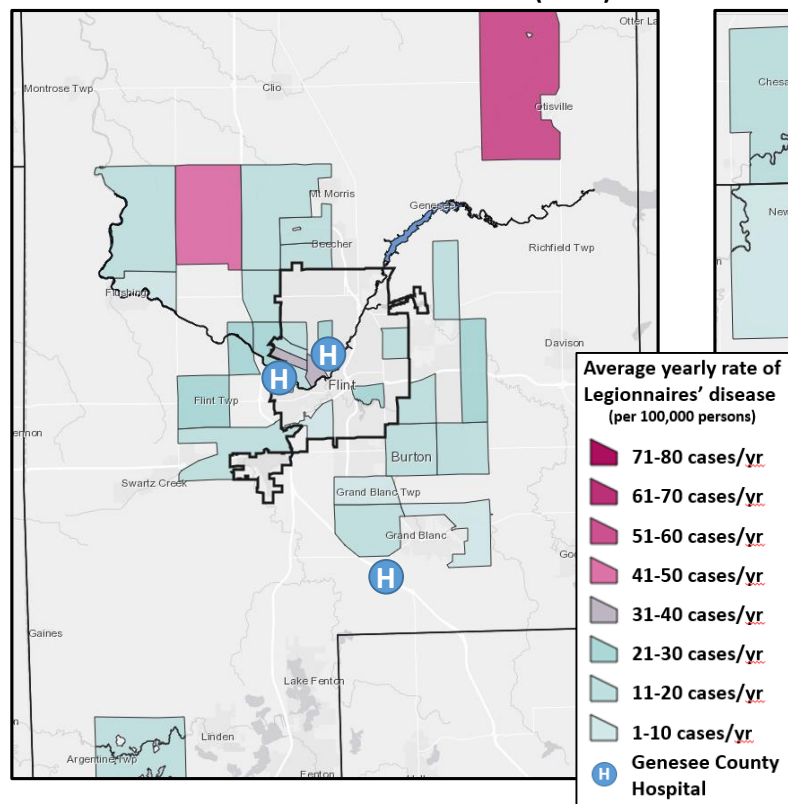 Otter La
Montrose Twp
Clio
Otisville
Chesa
Mt Morris
Genesee
Beecher
New
Richfield Twp
Flushing
n
Davison
H
H
Flint
Flint Twp
ennon
Burton
Swartz Creek
Grand Blanc Twp
Grand Blanc
Go
H
Gaines
Lake Fenton
n
Linden
Argentine Twp
Fenton
Average yearly rate of
Legionnaires’ disease
(per 100,000 persons)
71-80 cases/yr
61-70 cases/yr
51-60 cases/yr
41-50 cases/yr
31-40 cases/yr
21-30 cases/yr
11-20 cases/yr
1-10 cases/yr
H Genesee County
Hospital